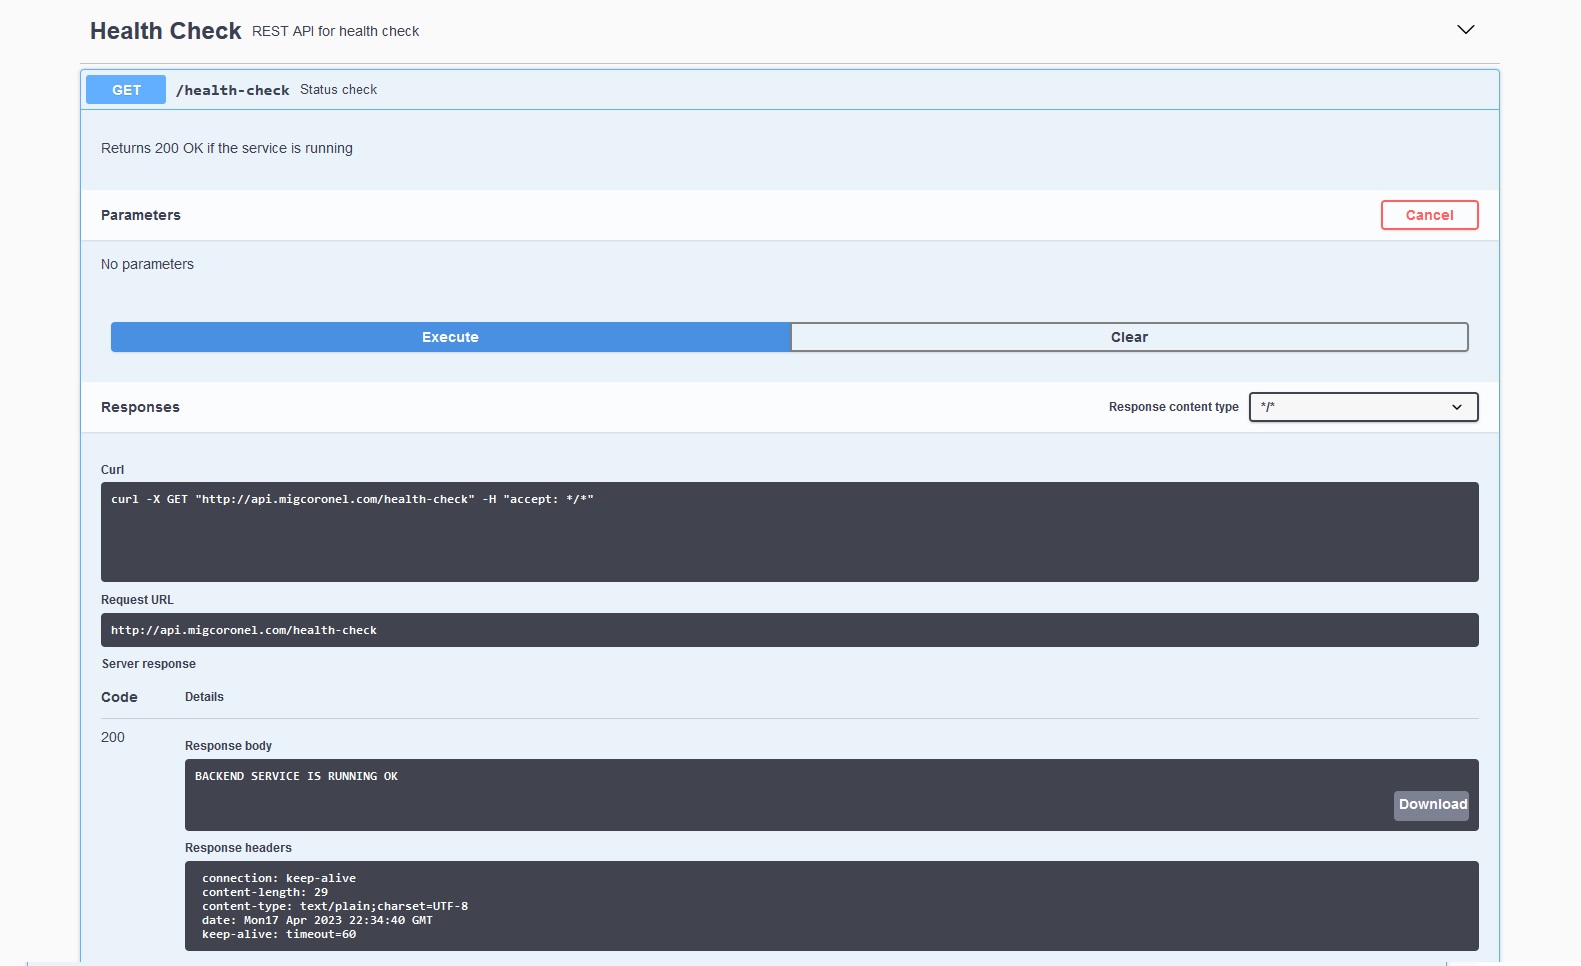 Health Check REST API for health check
GET /health-check Status check
Returns 200 OK if the service is running
Parameters Cancel
No parameters
Execute Clear
Responses Response content type */*
Curl
curl -X GET "http://api.migcoronel.com/health-check" -H "accept: */*"
Request URL
http://api.migcoronel.com/health-check
Server response
Code Details
200
Response body
BACKEND SERVICE IS RUNNING OK
Download
Response headers
connection: keep-alive
content-length: 29
content-type: text/plain;charset=UTF-8
date: Mon17 Apr 2023 22:34:40 GMT
keep-alive: timeout=60